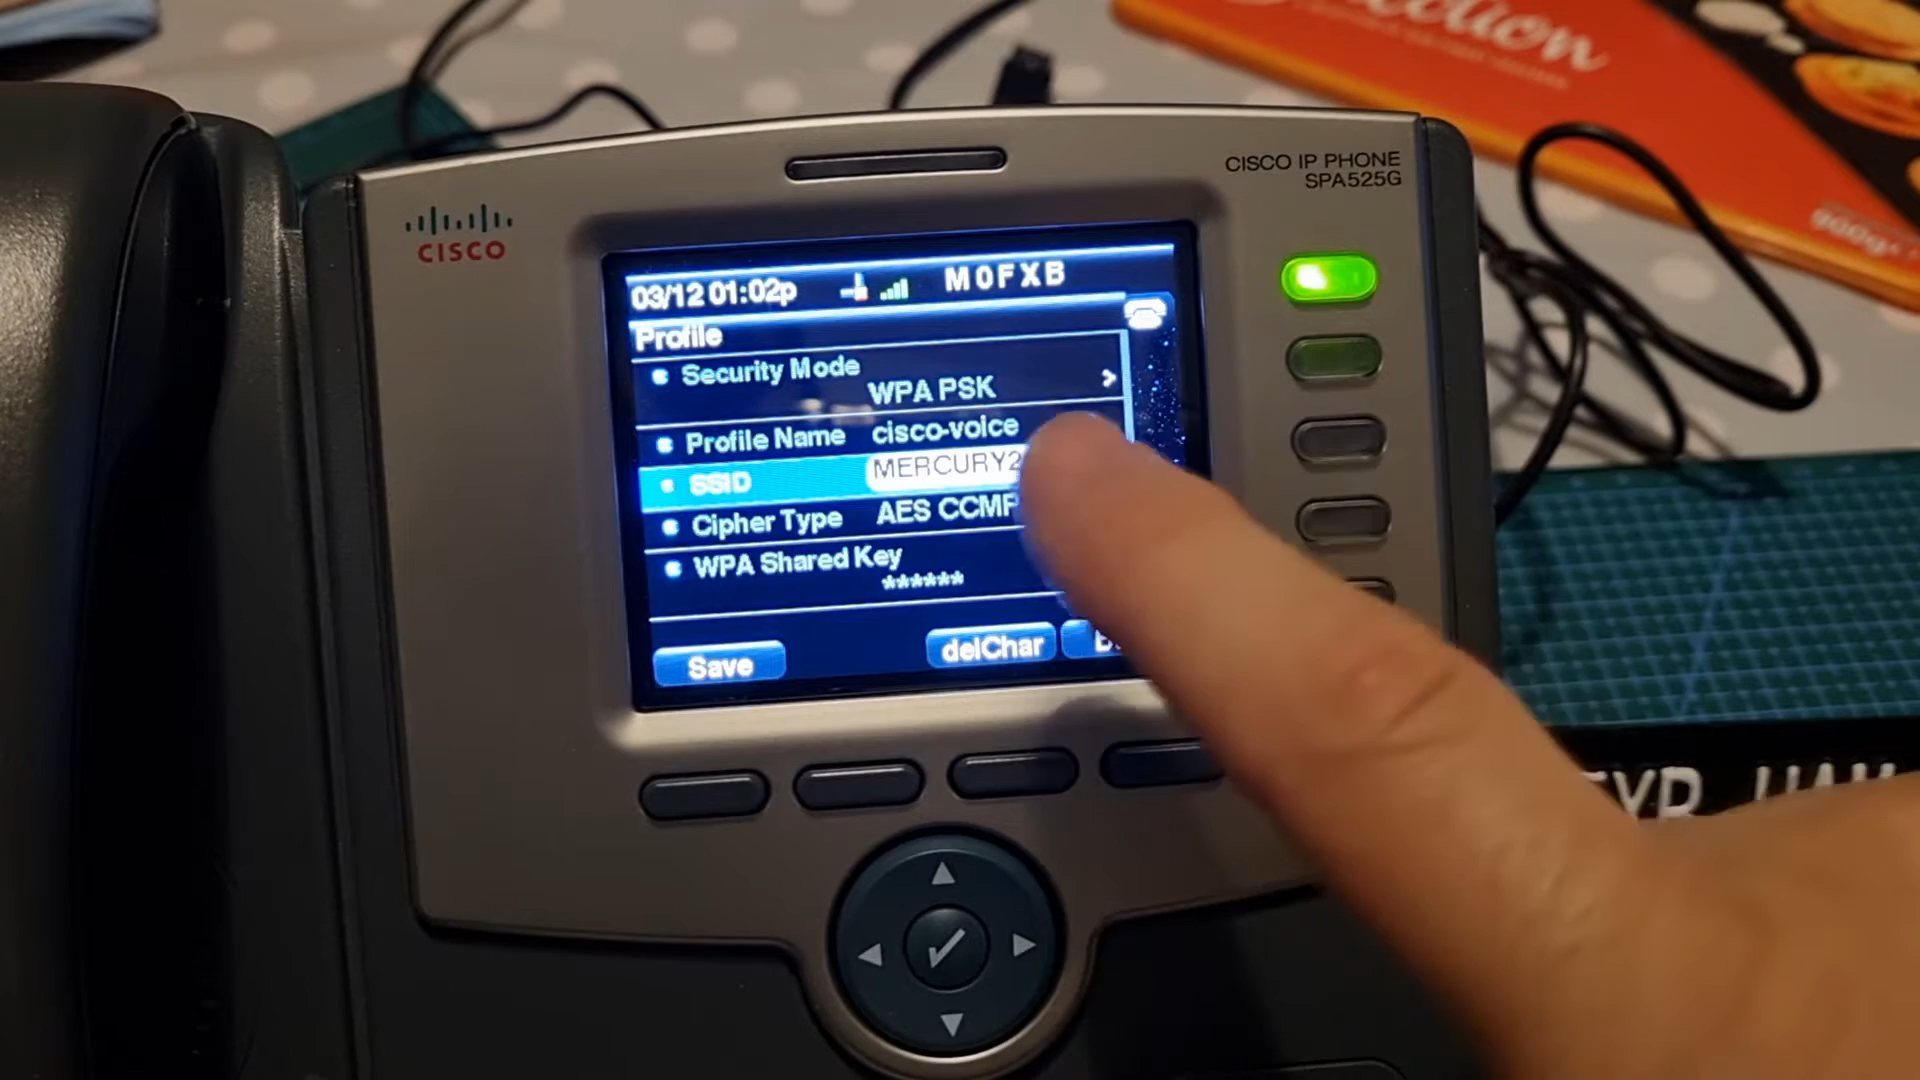 CISCO IP PHONE
SPA525G
CISCO
03/12 01:02p M0FXB
Profile
Security Mode
WPA PSK >
Profile Name cisco-voice
SSID MERCURY2
Cipher Type AES CCMP
WPA Shared Key
******
Save delChar
900g